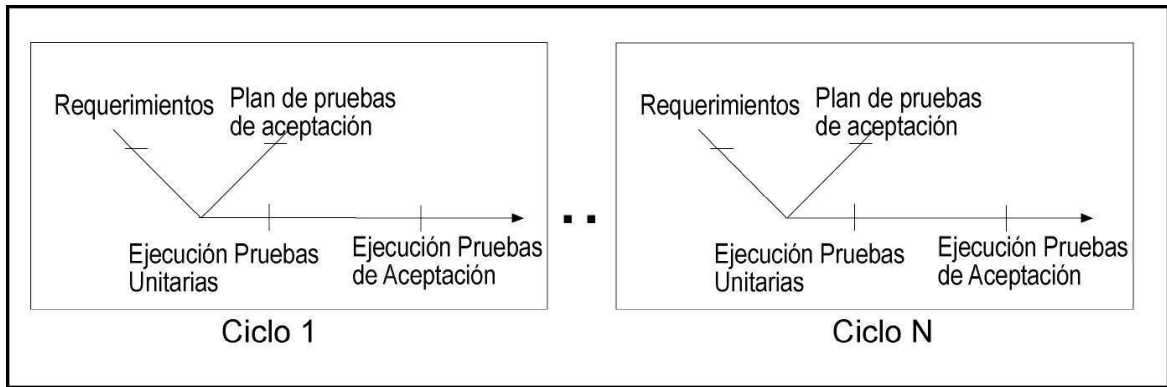 Requerimientos
Plan de pruebas
de aceptación
Ejecución Pruebas
Unitarias
Ejecución Pruebas
de Aceptación
Ciclo 1
Requerimientos
Plan de pruebas
de aceptación
Ejecución Pruebas
Unitarias
Ejecución Pruebas
de Aceptación
Ciclo N